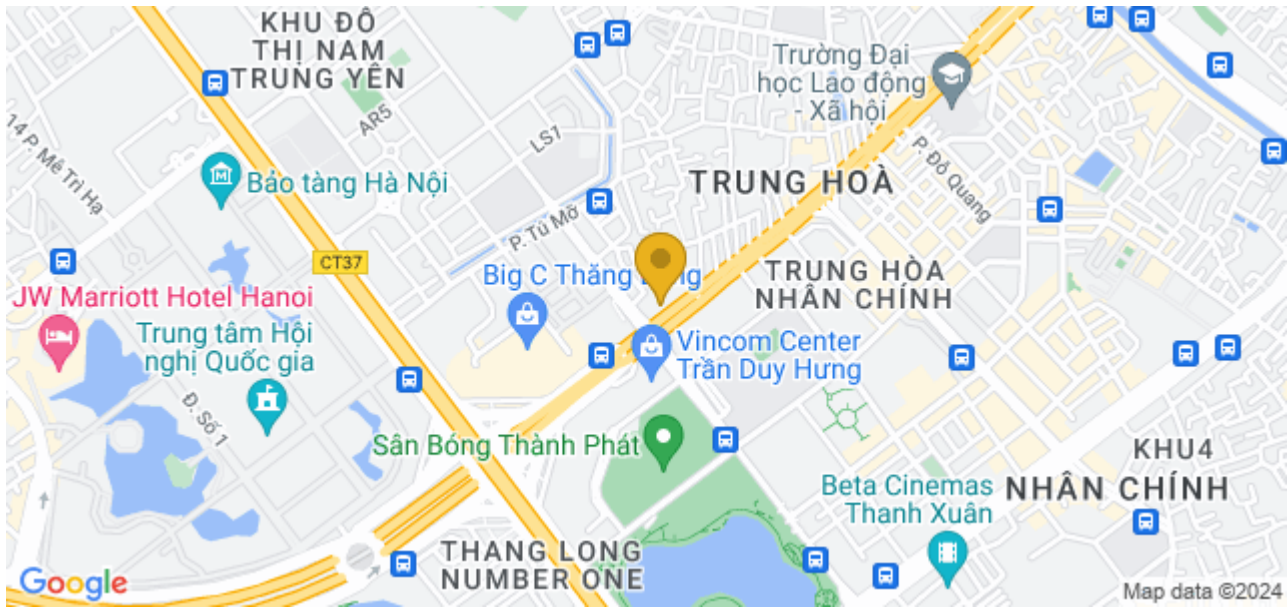 KHU ĐÔ
THỊ NAM
TRUNG YÊN
Trường Đại
học Lao động
- Xã hội
AR5
LS7
14 P. Mễ Trì Hạ
Bảo tàng Hà Nội
P. Tú Mỡ
TRUNG HOÀ
P. Đỗ Quang
CT37
Big C Thăng
TRUNG HÒA
NHÂN CHÍNH
JW Marriott Hotel Hanoi
Trung tâm Hội
nghị Quốc gia
Vincom Center
Trần Duy Hưng
Đ. Số 1
Sân Bóng Thành Phát
KHU4
Beta Cinemas
Thanh Xuân
NHÂN CHÍNH
THANG LONG
NUMBER ONE
Google
Map data ©2024